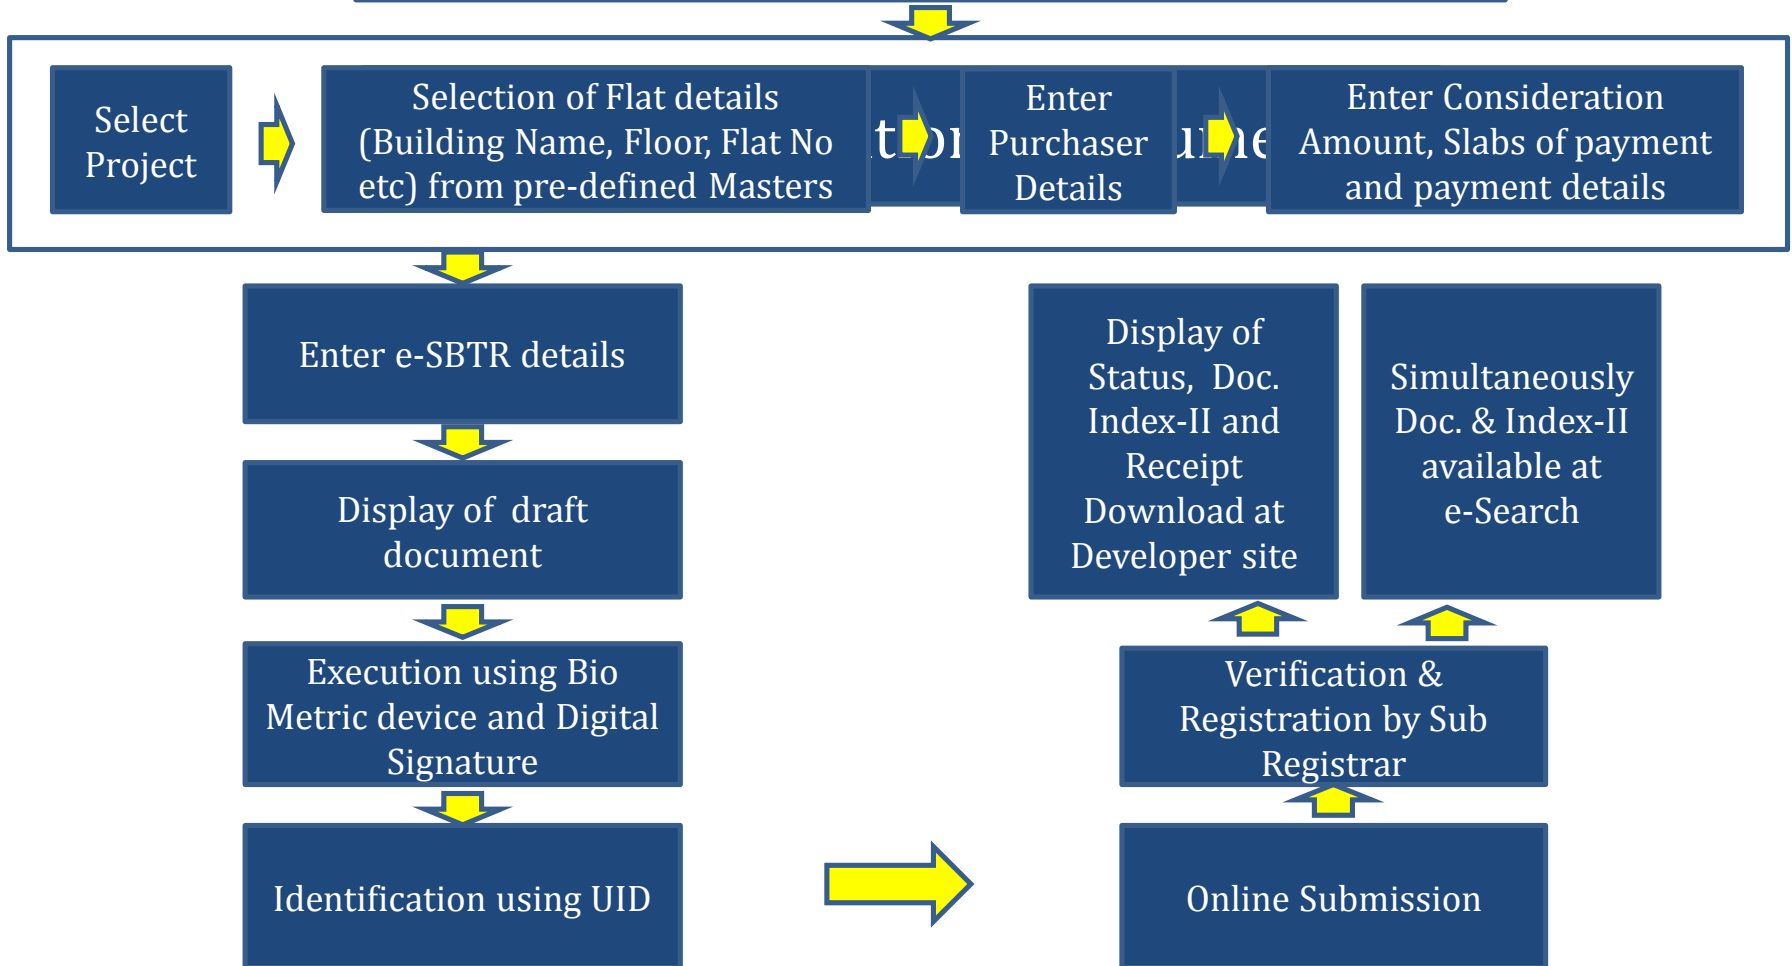 Select
Project
Selection of Flat details
(Building Name, Floor, Flat No
etc) from pre-defined Masters
Enter
Purchaser
Details
Enter Consideration
Amount, Slabs of payment
and payment details
Enter e-SBTR details
Display of draft
document
Execution using Bio
Metric device and Digital
Signature
Identification using UID
Display of
Status, Doc.
Index-II and
Receipt
Download at
Developer site
Simultaneously
Doc. & Index-II
available at
e-Search
Verification &
Registration by Sub
Registrar
Online Submission